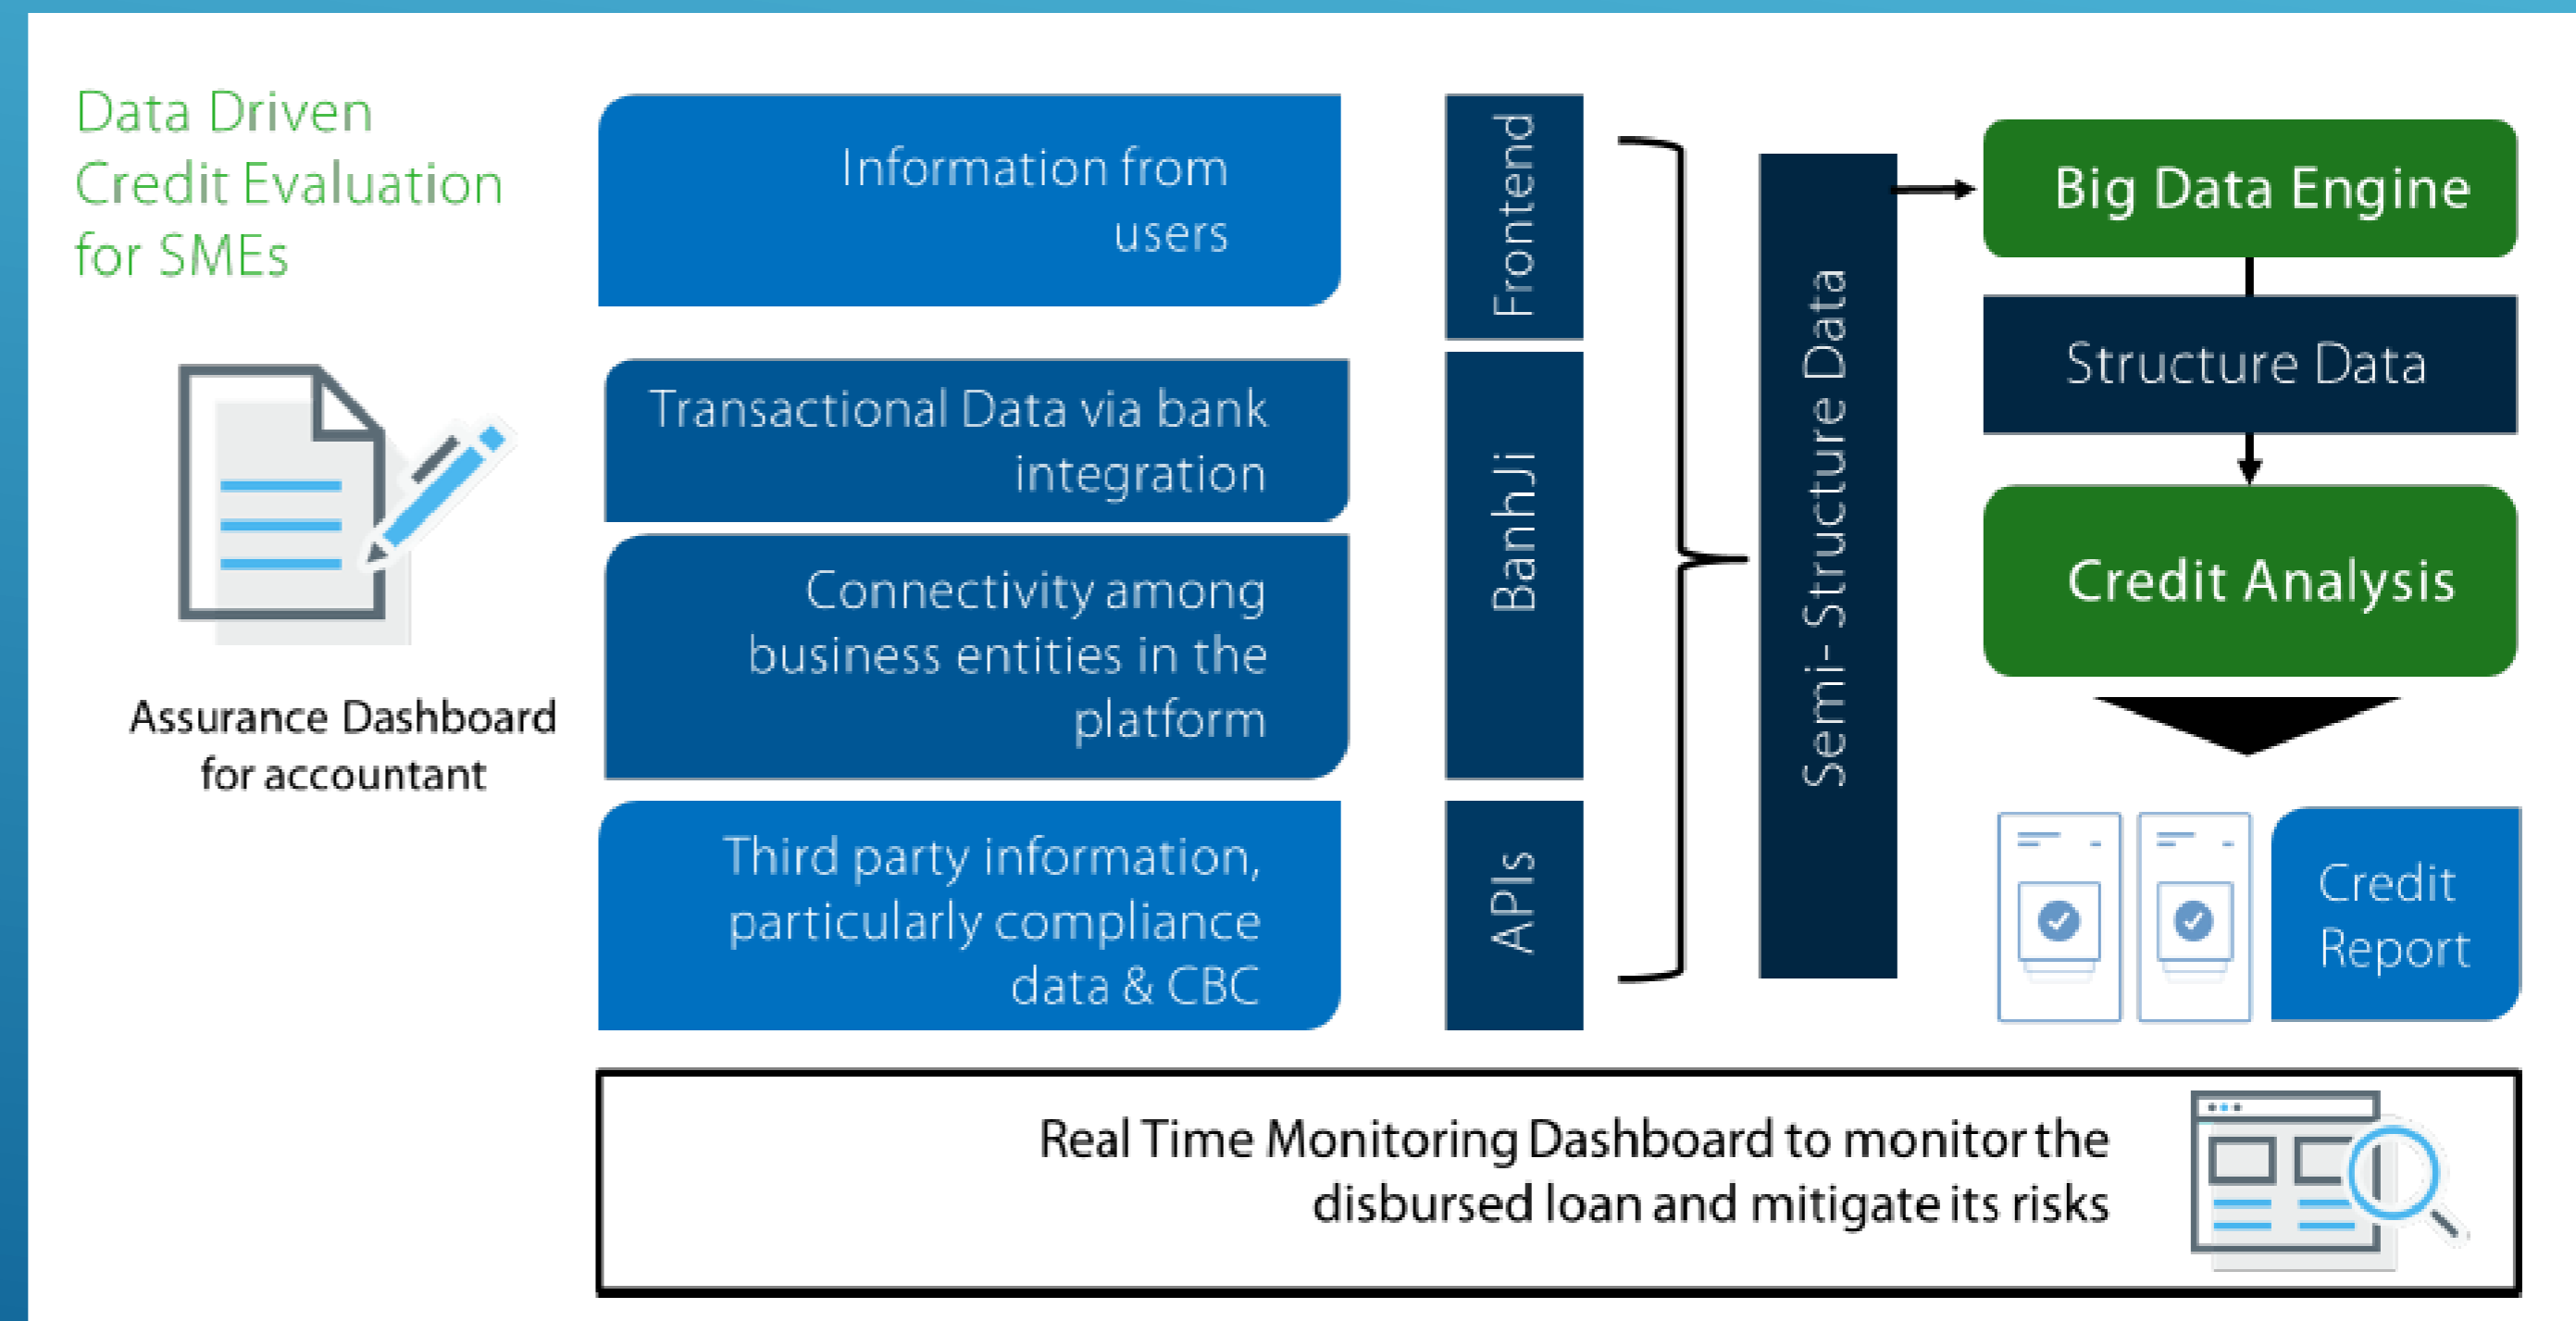 Data Driven
Credit Evaluation
for SMEs
Assurance Dashboard
for accountant
Information from
users
Transactional Data via bank
integration
Connectivity among
business entities in the
platform
Third party information,
particularly compliance
data & CBC
Frontend
BanhJi
APIs
Semi- Structure Data
Big Data Engine
Structure Data
Credit Analysis
Credit
Report
Real Time Monitoring Dashboard to monitor the
disbursed loan and mitigate its risks